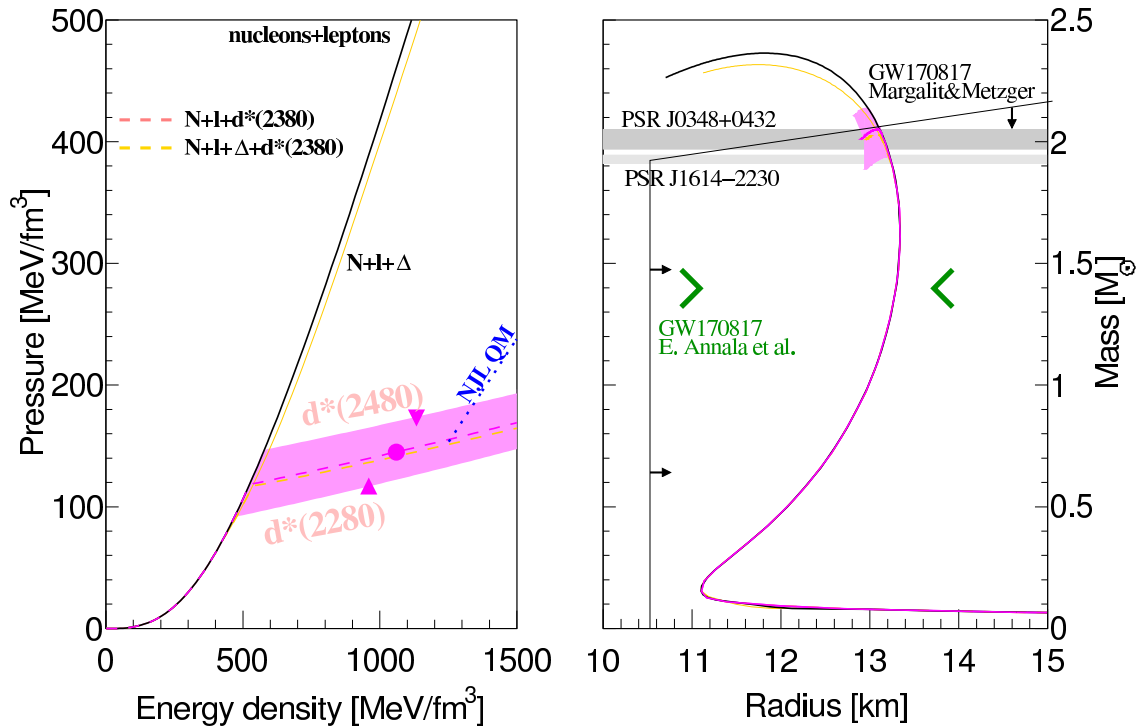 500
400
300
200
100
0
Pressure [MeV/fm³]
nucleons+leptons
N+l+d*(2380)
N+l+Δ+d*(2380)
N+l+Δ
NJL QM
d*(2480)
d*(2280)
0 500 1000 1500
Energy density [MeV/fm³]
GW170817
Margalit&Metzger
PSR J0348+0432
PSR J1614−2230
GW170817
E. Annala et al.
2.5
2
1.5
1
0.5
0
Mass [M☉]
10 11 12 13 14 15
Radius [km]